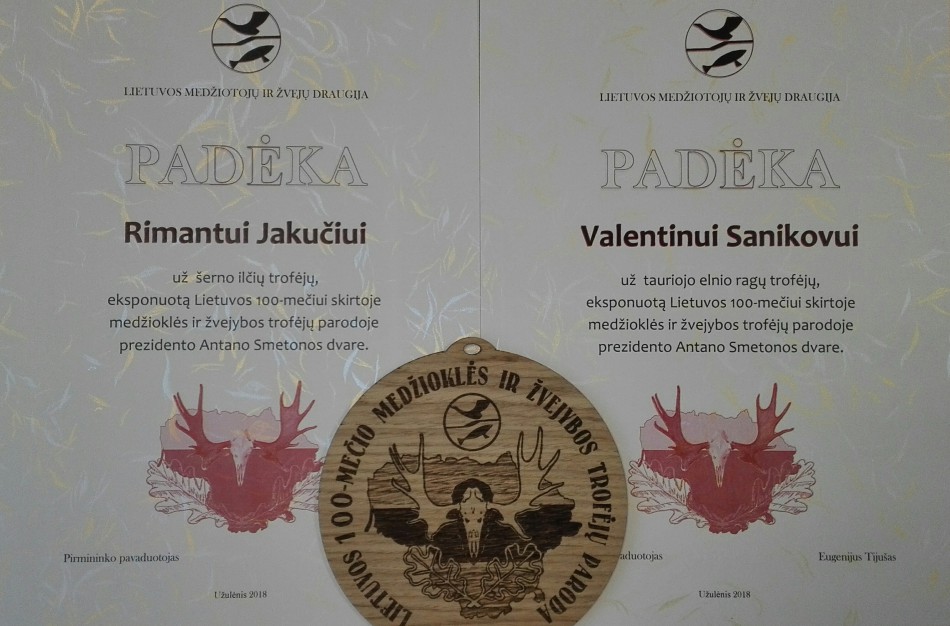 LIETUVOS MEDŽIOTOJŲ IR ŽVEJŲ DRAUGIJA
PADĖKA
Rimantui Jakučiui
už šerno ilčių trofėjų,
eksponuotą Lietuvos 100-mečiui skirtoje
medžioklės ir žvejybos trofėjų parodoje
prezidento Antano Smetonos dvare.
Pirmininko pavaduotojas
Užulėnis 2018
LIETUVOS MEDŽIOTOJŲ IR ŽVEJŲ DRAUGIJA
PADĖKA
Valentinui Sanikovui
už tauriojo elnio ragų trofėjų,
eksponuotą Lietuvos 100-mečiui skirtoje
medžioklės ir žvejybos trofėjų parodoje
prezidento Antano Smetonos dvare.
aduotojas Eugenijus Tijušas
Užulėnis 2018
LIETUVOS 100-MEČIO MEDŽIOKLĖS IR ŽVEJYBOS TROFĖJŲ PARODA